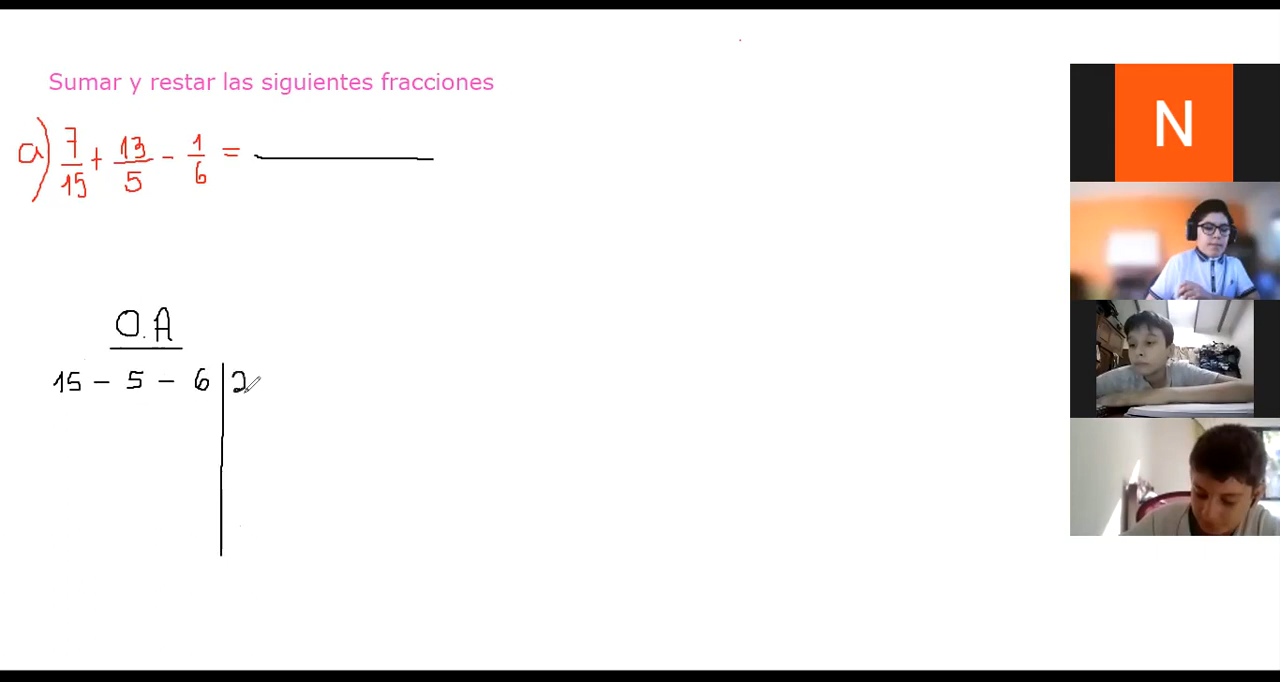 Sumar y restar las siguientes fracciones
a) 7/15 + 13/5 - 1/6 =
O.A
15 - 5 - 6 | 2
N